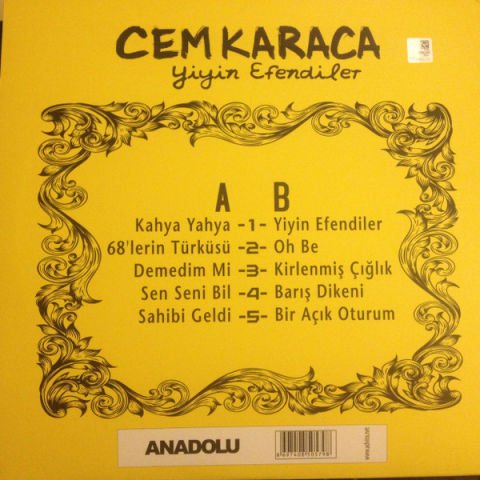 CEM KARACA
Yiyin Efendiler
A B
Kahya Yahya -1- Yiyin Efendiler
68'lerin Türküsü -2- Oh Be
Demedim Mi -3- Kirlenmiş Çığlık
Sen Seni Bil -4- Barış Dikeni
Sahibi Geldi -5- Bir Açık Oturum
ANADOLU